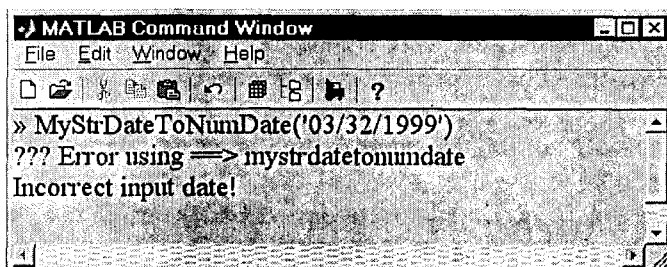 MATLAB Command Window
File Edit Window Help
?
» MyStrDateToNumDate('03/32/1999')
??? Error using ==> mystrdatetonumdate
Incorrect input date!